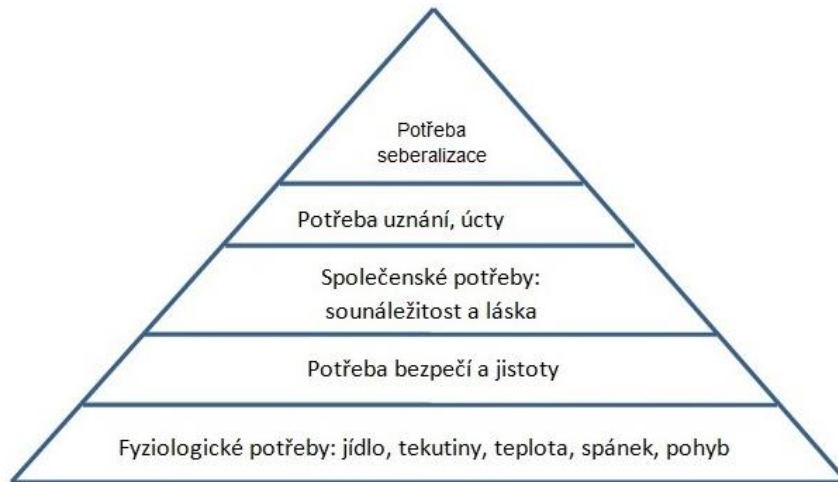 Potřeba
seberalizace
Potřeba uznání, úcty
Společenské potřeby:
sounáležitost a láska
Potřeba bezpečí a jistoty
Fyziologické potřeby: jídlo, tekutiny, teplota, spánek, pohyb